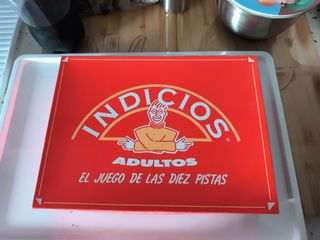 INDICIOS®
ADULTOS
EL JUEGO DE LAS DIEZ PISTAS